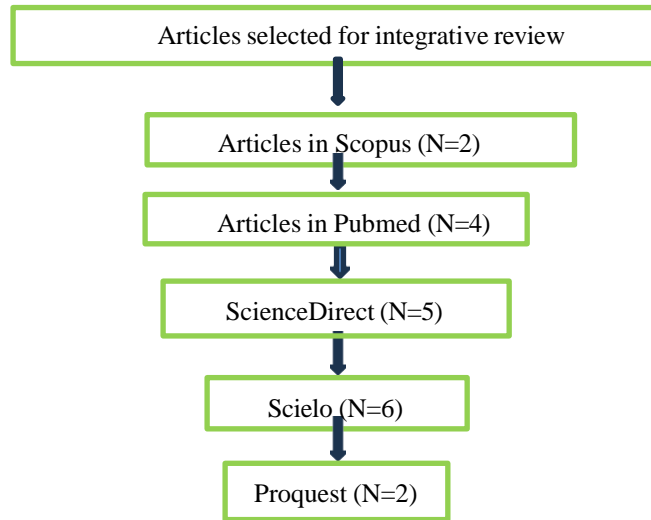 Articles selected for integrative review
Articles in Scopus (N=2)
Articles in Pubmed (N=4)
ScienceDirect (N=5)
Scielo (N=6)
Proquest (N=2)